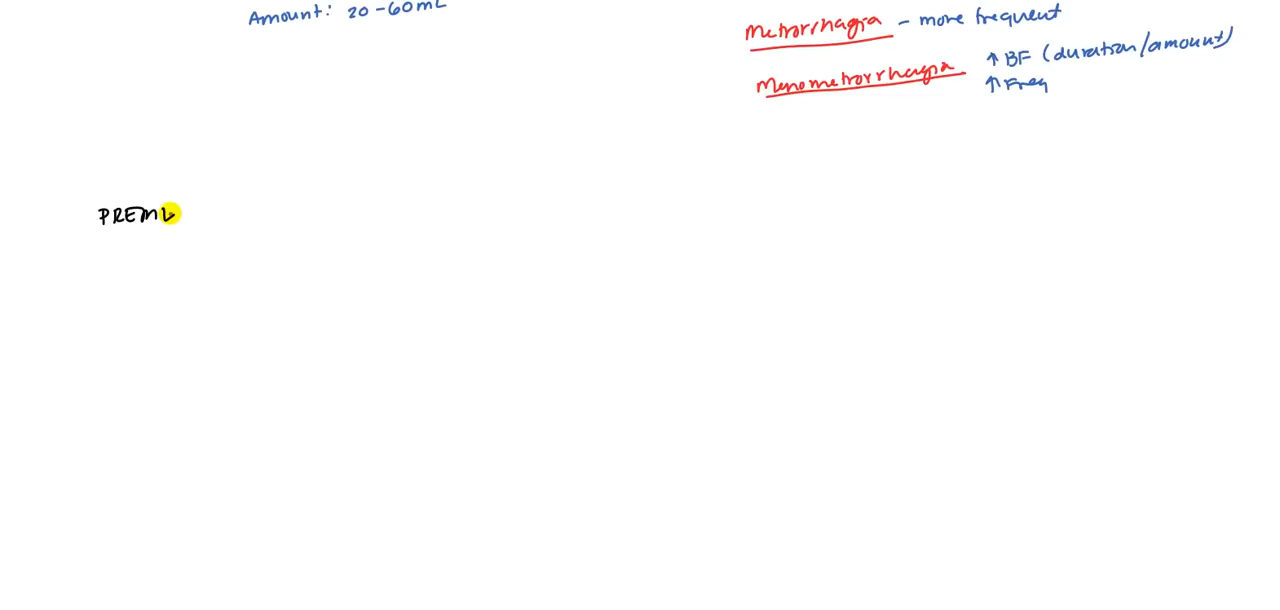 Amount: 20-60mL
Metrorrhagia - more frequent
Menometrorrhagia ↑ BF (duration/amount)
↑ Freq
PREM